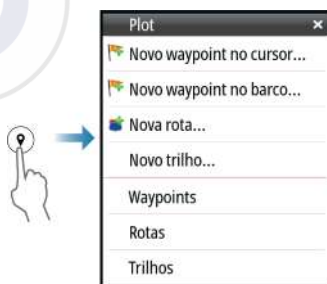 Plot
Novo waypoint no cursor...
Novo waypoint no barco...
Nova rota...
Novo trilho...
Waypoints
Rotas
Trilhos